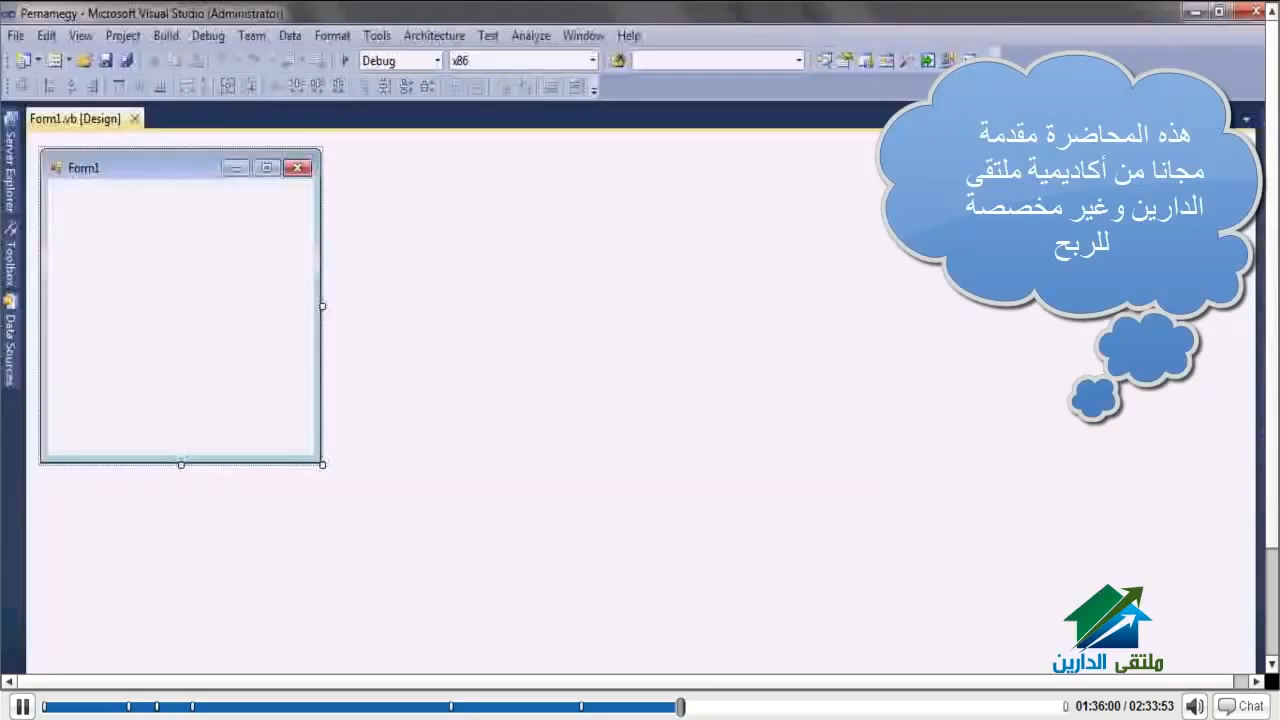 Pernamegy - Microsoft Visual Studio (Administrator)
File Edit View Project Build Debug Team Data Format Tools Architecture Test Analyze Window Help
Debug x86
Form1.vb [Design]
Form1
Server Explorer
Toolbox
Data Sources
هذه المحاضرة مقدمة
مجانا من أكاديمية ملتقى
الدارين وغير مخصصة
للربح
ملتقى الدارين
01:36:00 / 02:33:53 Chat